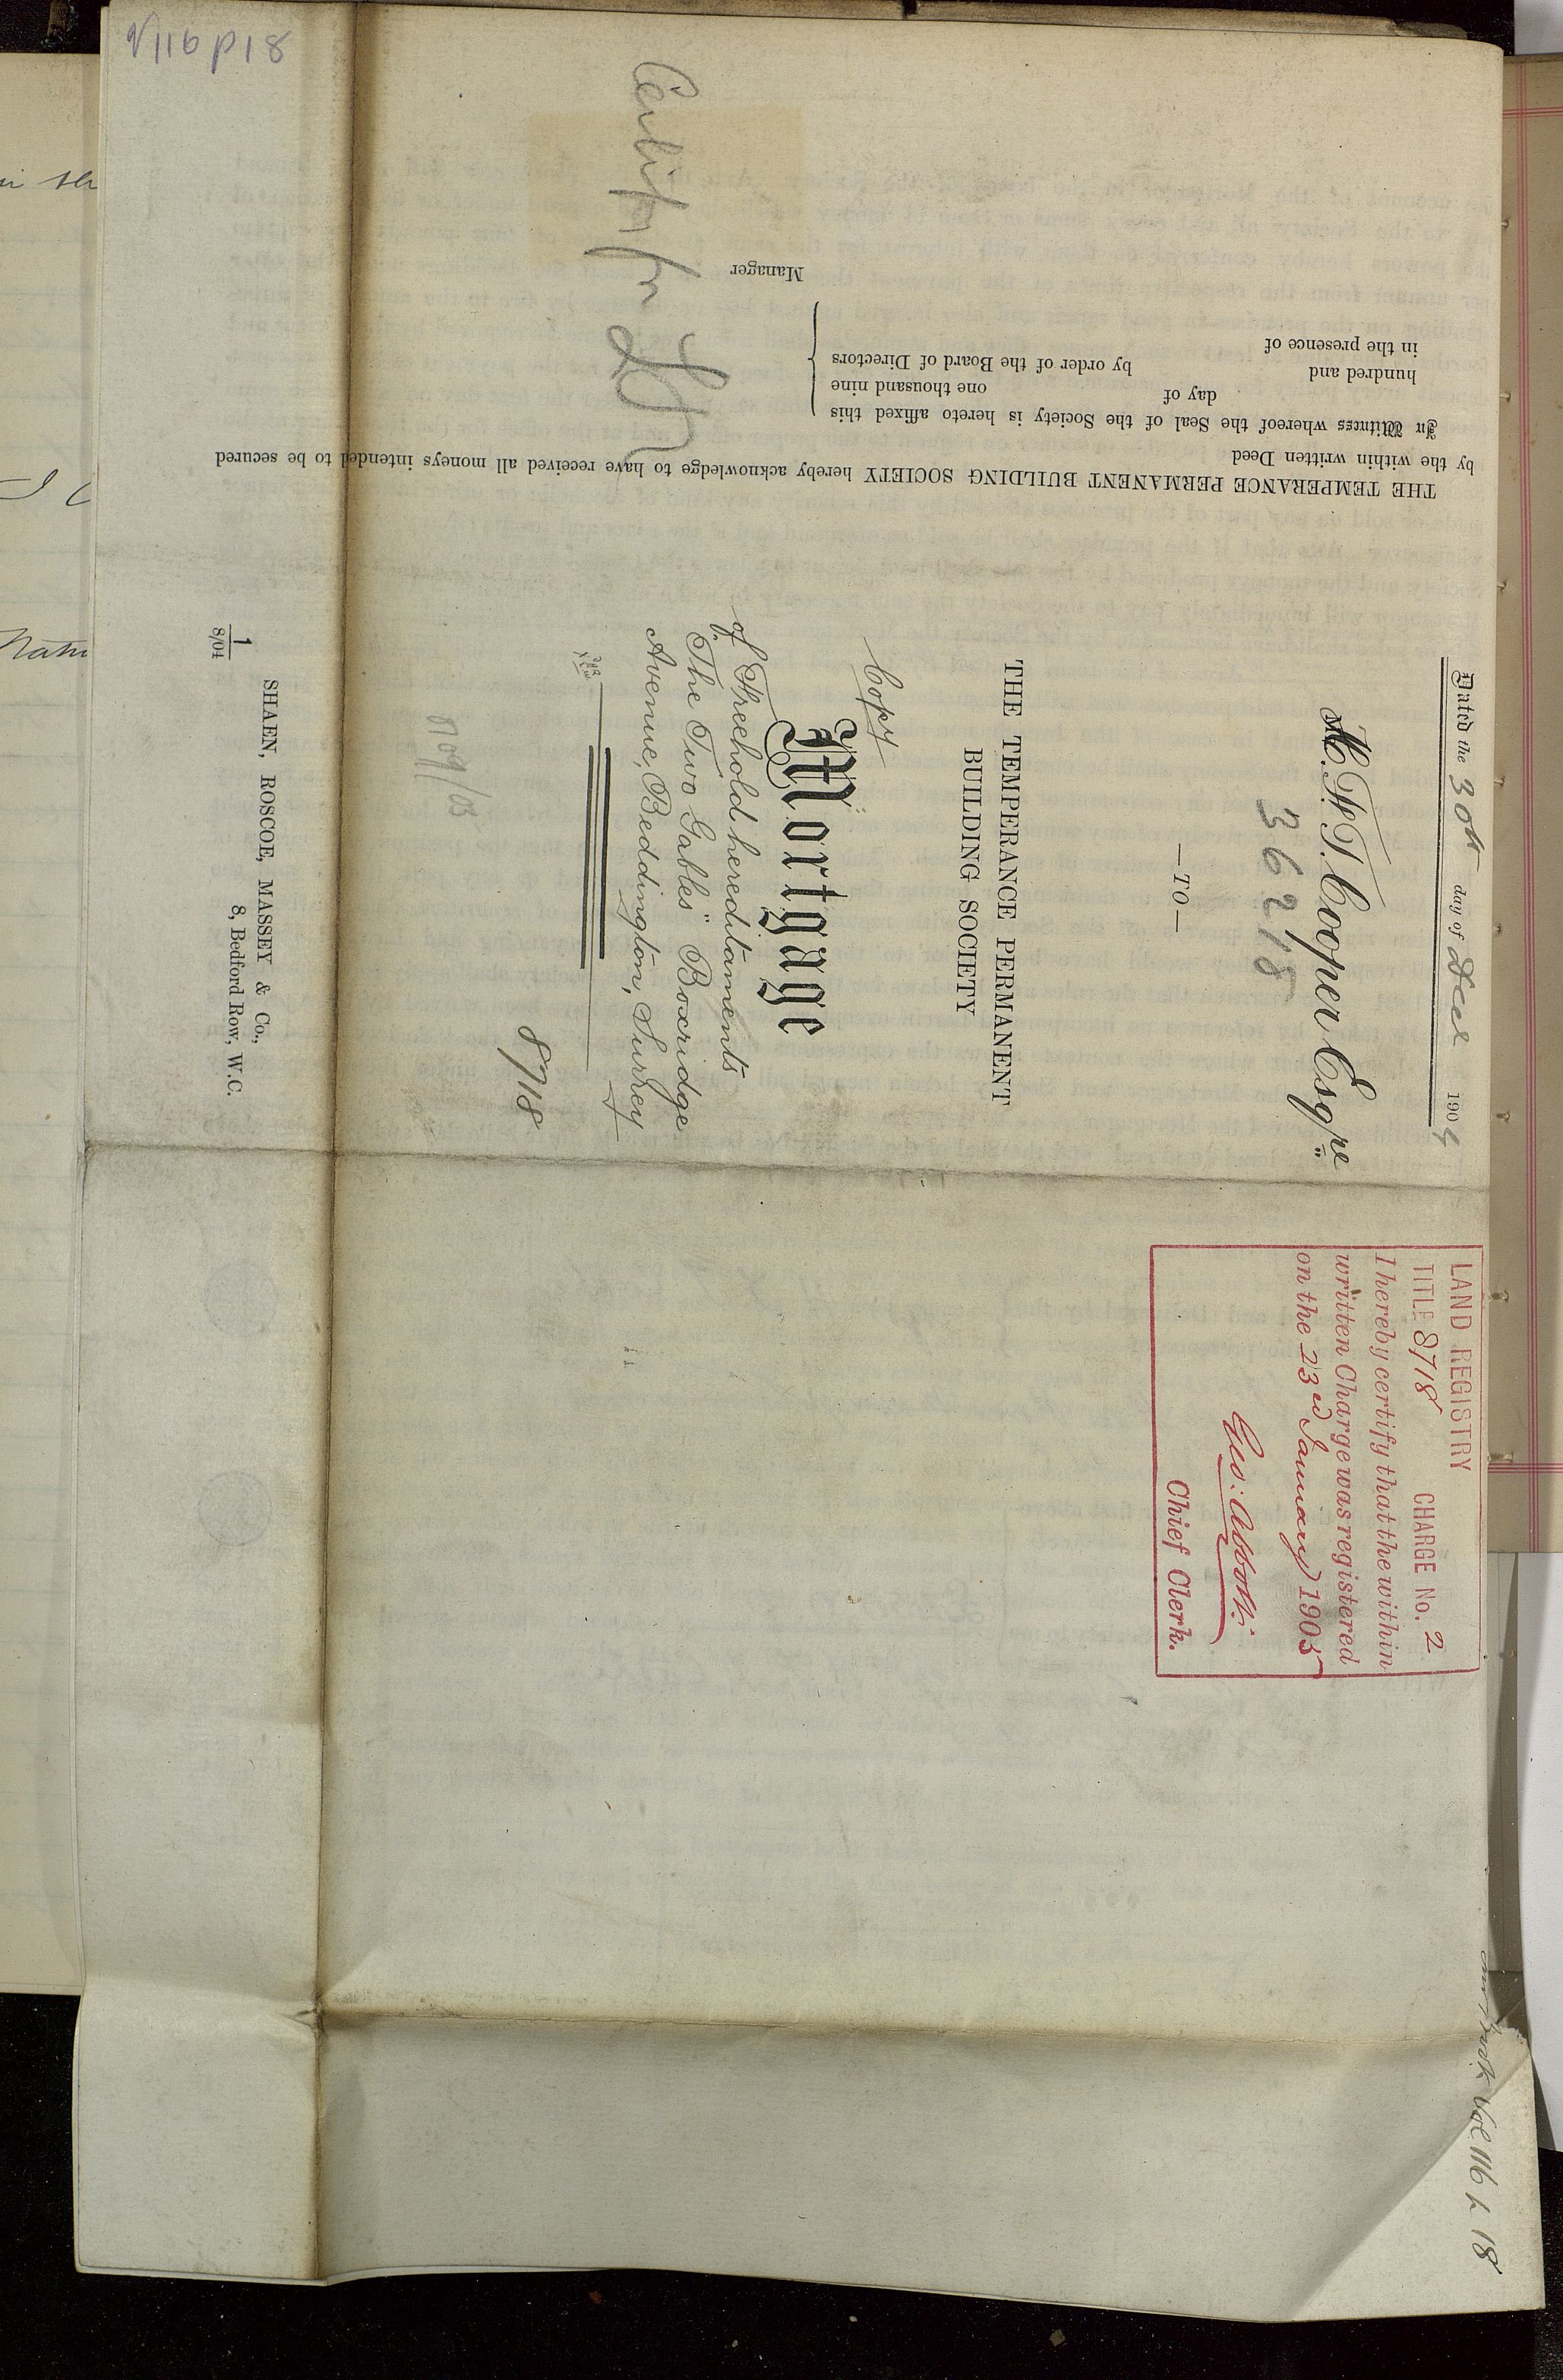 Dated the 30th day of Decr 1904
H. F. T. Cooper Esqre
36218
— TO —
THE TEMPERANCE PERMANENT
BUILDING SOCIETY
Copy
Mortgage
of Freehold hereditaments
"The Two Gables" Boxridge
Avenue, Beddington, Surrey
8718
SHAEN, ROSCOE, MASSEY & Co.,
8, Bedford Row, W.C.
1
8/04
LAND REGISTRY
TITLE 8718 CHARGE No. 2
I hereby certify that the within
written Charge was registered
on the 23rd January 1905
Geo: Abbott
Chief Clerk.
THE TEMPERANCE PERMANENT BUILDING SOCIETY hereby acknowledge to have received all moneys intended to be secured
by the within written Deed
In Witness whereof the Seal of the Society is hereto affixed this
day of one thousand nine
hundred and by order of the Board of Directors
in the presence of
Manager
Book Vol 116 p 18
V116 p18